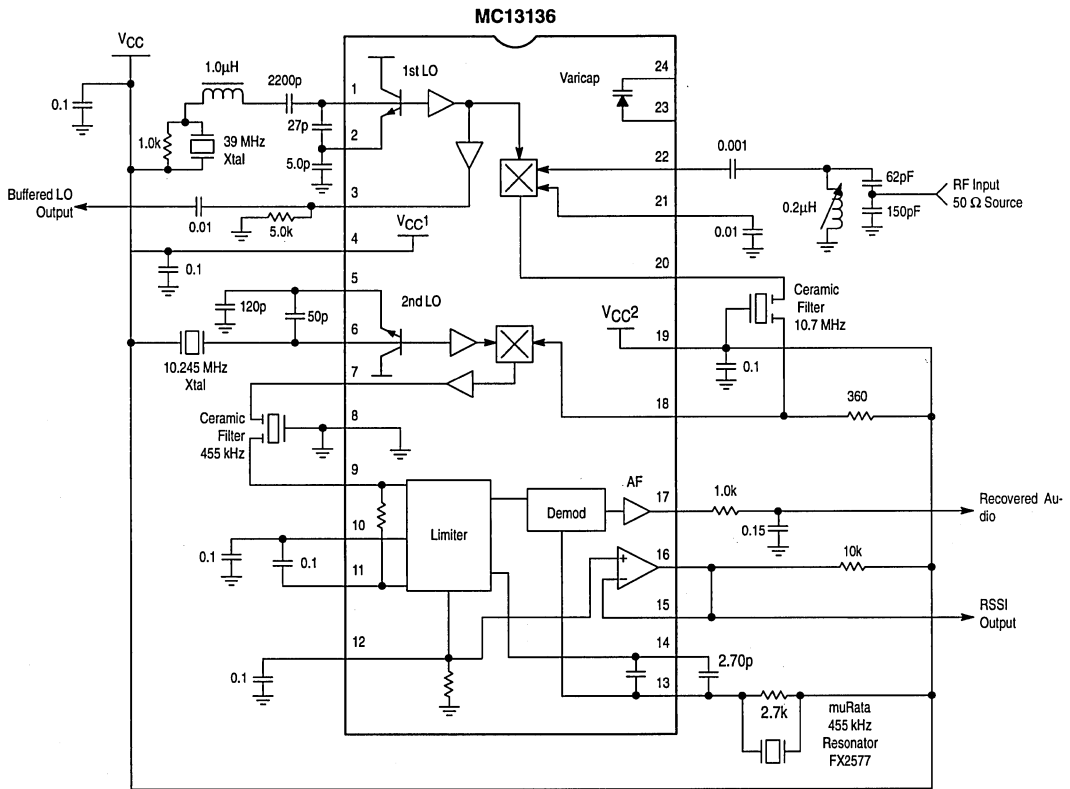 MC13136
VCC
0.1
1.0µH
2200p
1.0k
39 MHz
Xtal
27p
5.0p
1
2
1st LO
Varicap
24
23
22
0.001
62pF
150pF
0.2µH
RF Input
50 Ω Source
Buffered LO
Output
0.01
5.0k
3
21
0.01
VCC1
4
0.1
20
Ceramic
Filter
10.7 MHz
5
2nd LO
120p
50p
6
10.245 MHz
Xtal
7
VCC2
19
0.1
18
360
Ceramic
Filter
455 kHz
8
9
10
11
0.1
0.1
Limiter
Demod
AF
17
1.0k
0.15
Recovered Au-
dio
+
−
16
10k
15
RSSI
Output
12
0.1
14
13
2.70p
2.7k
muRata
455 kHz
Resonator
FX2577